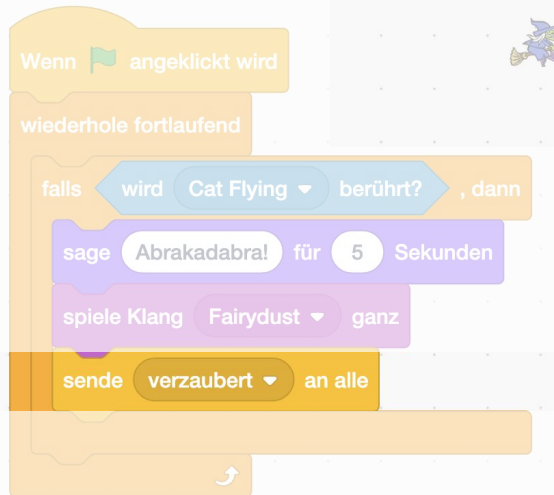 Wenn angeklickt wird
wiederhole fortlaufend
falls wird Cat Flying berührt? , dann
sage Abrakadabra! für 5 Sekunden
spiele Klang Fairydust ganz
sende verzaubert an alle